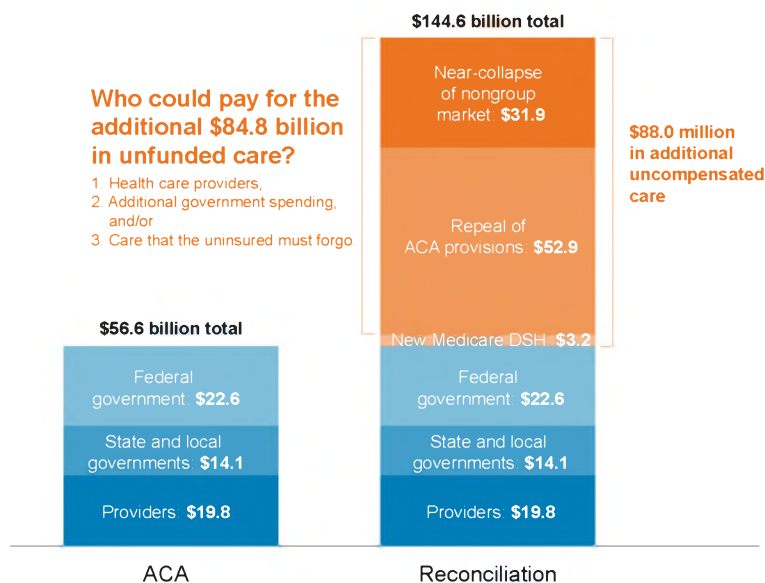 $144.6 billion total
Near-collapse
of nongroup
market: $31.9
Who could pay for the
additional $84.8 billion
in unfunded care?
1 Health care providers,
2. Additional government spending,
and/or
3. Care that the uninsured must forgo
$88.0 million
in additional
uncompensated
care
Repeal of
ACA provisions: $52.9
New Medicare DSH: $3.2
$56.6 billion total
Federal
government: $22.6
State and local
governments: $14.1
Providers: $19.8
Federal
government: $22.6
State and local
governments: $14.1
Providers: $19.8
ACA
Reconciliation